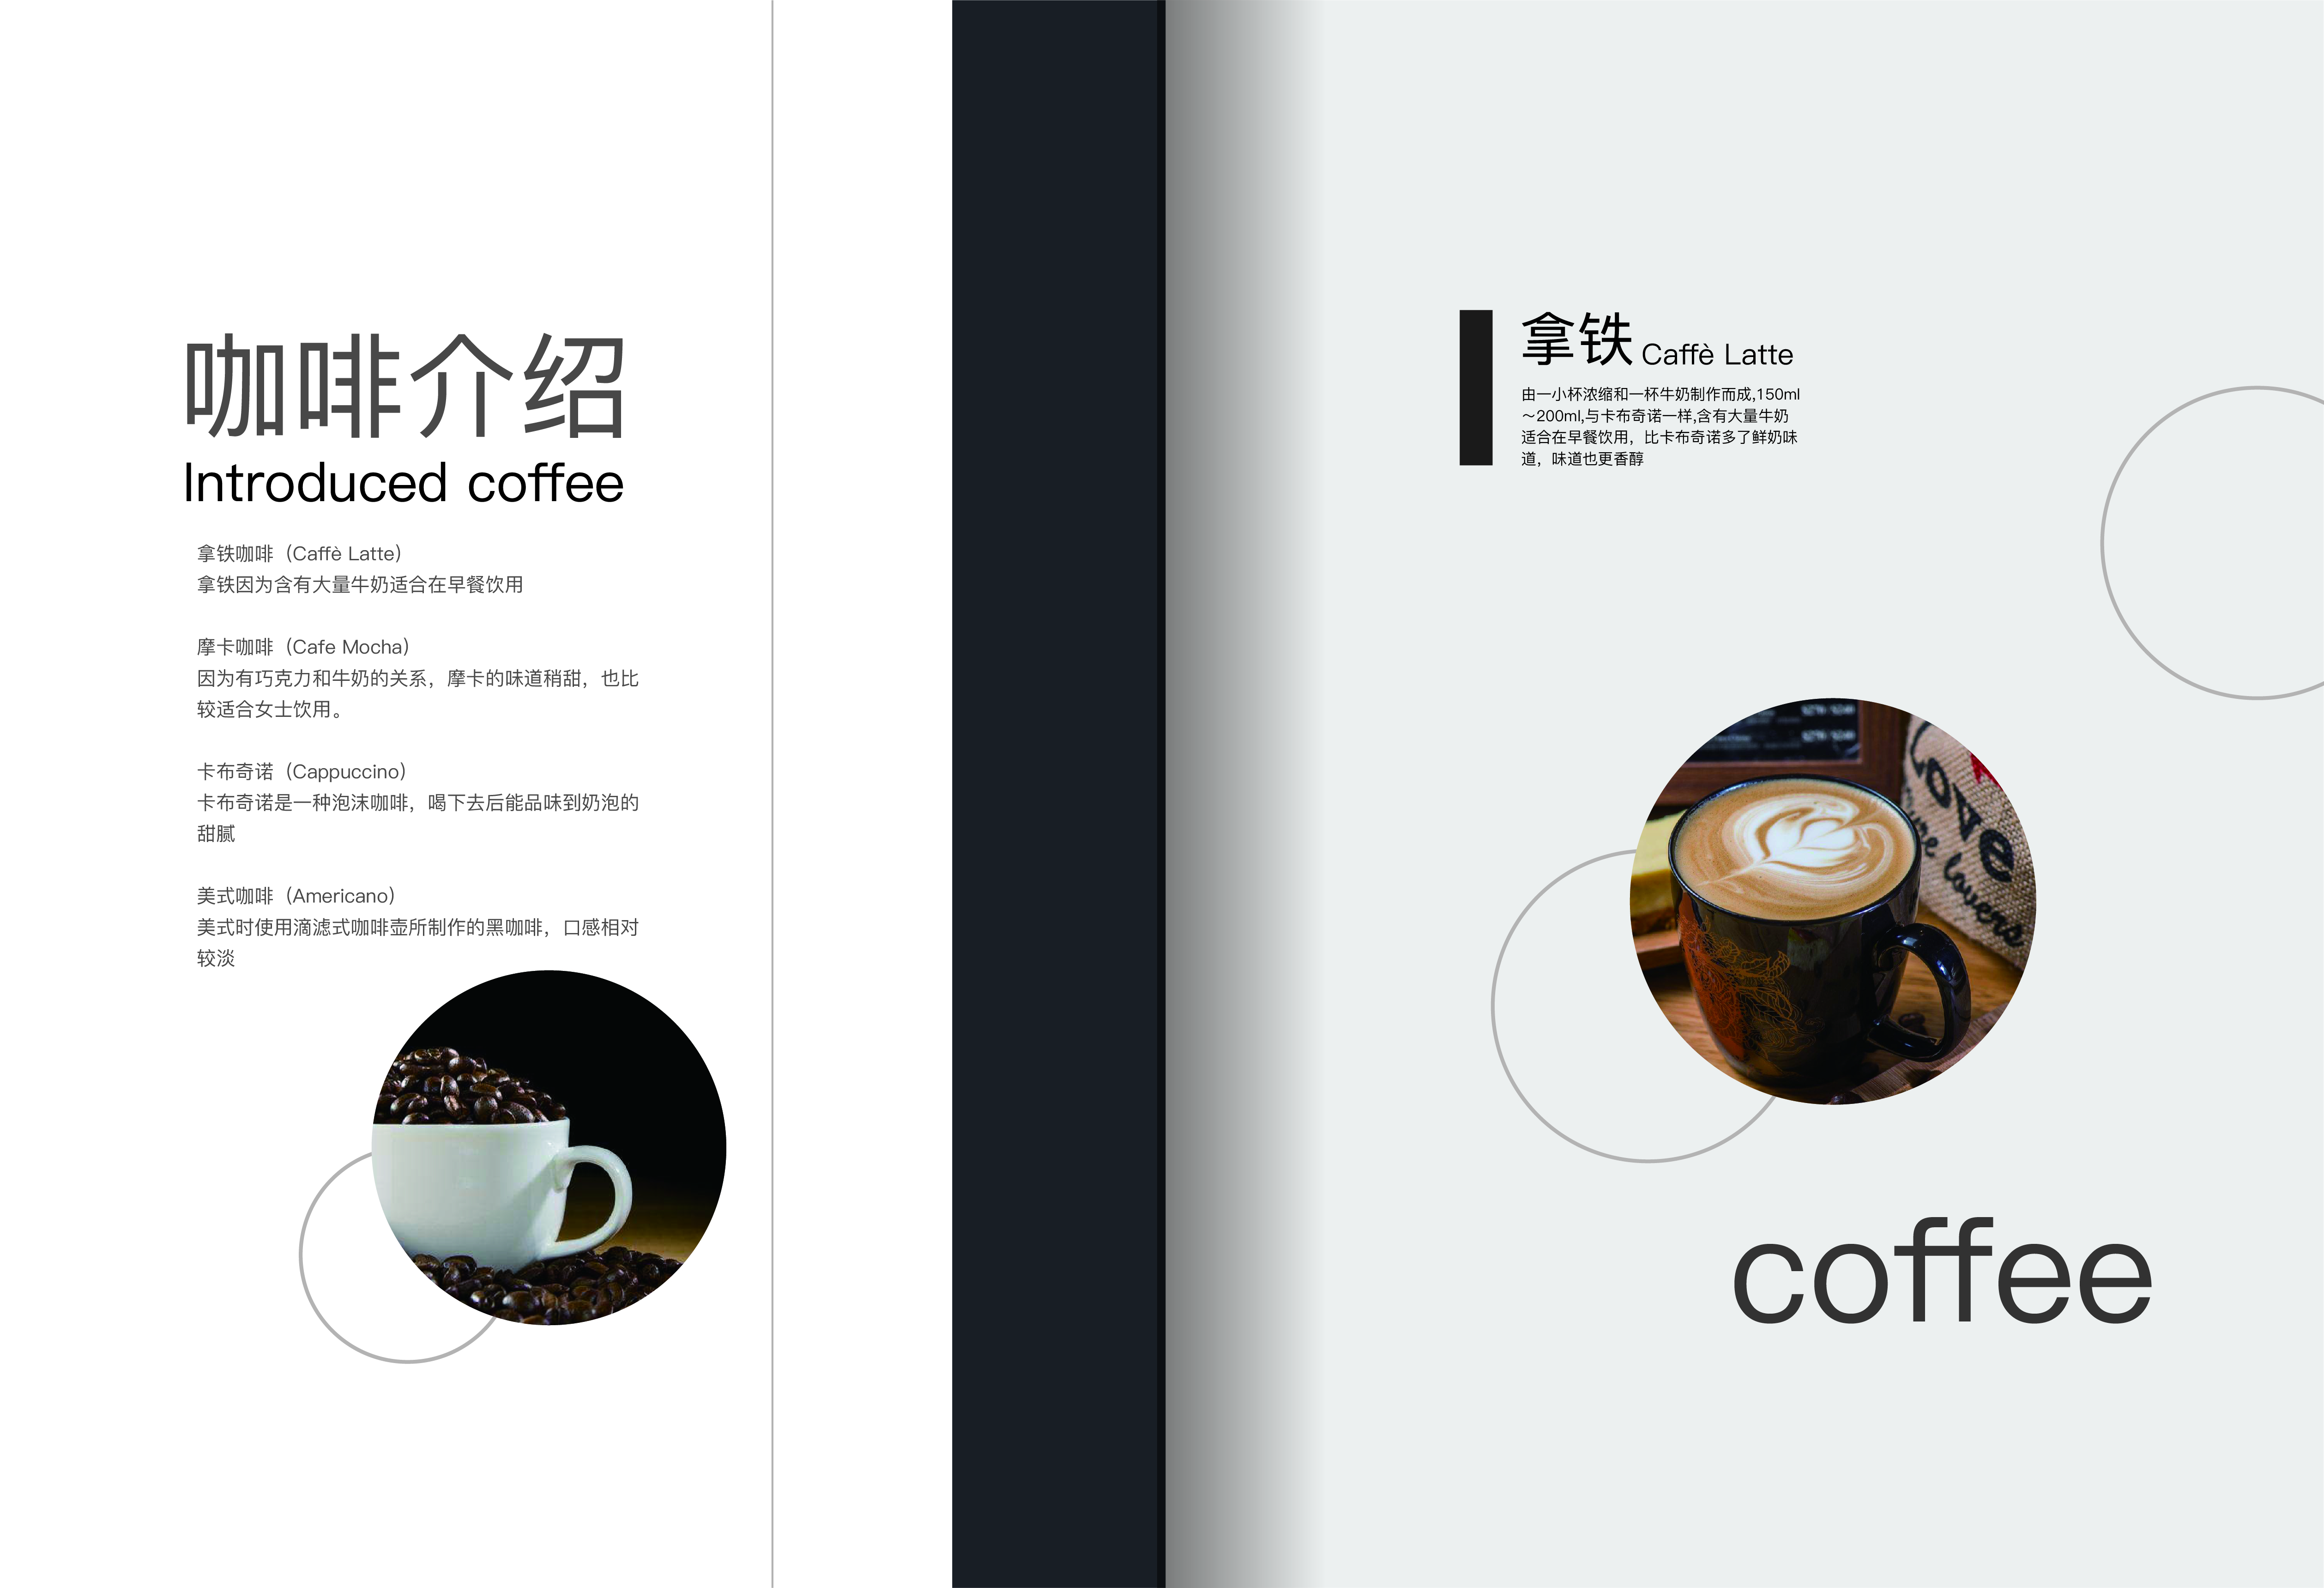 咖啡介绍
Introduced coffee
拿铁咖啡（Caffè Latte）
拿铁因为含有大量牛奶适合在早餐饮用
摩卡咖啡（Cafe Mocha）
因为有巧克力和牛奶的关系，摩卡的味道稍甜，也比
较适合女士饮用。
卡布奇诺（Cappuccino）
卡布奇诺是一种泡沫咖啡，喝下去后能品味到奶泡的
甜腻
美式咖啡（Americano）
美式时使用滴滤式咖啡壶所制作的黑咖啡，口感相对
较淡
拿铁 Caffè Latte
由一小杯浓缩和一杯牛奶制作而成,150ml
～200ml,与卡布奇诺一样,含有大量牛奶
适合在早餐饮用，比卡布奇诺多了鲜奶味
道，味道也更香醇
ove
lovers
coffee